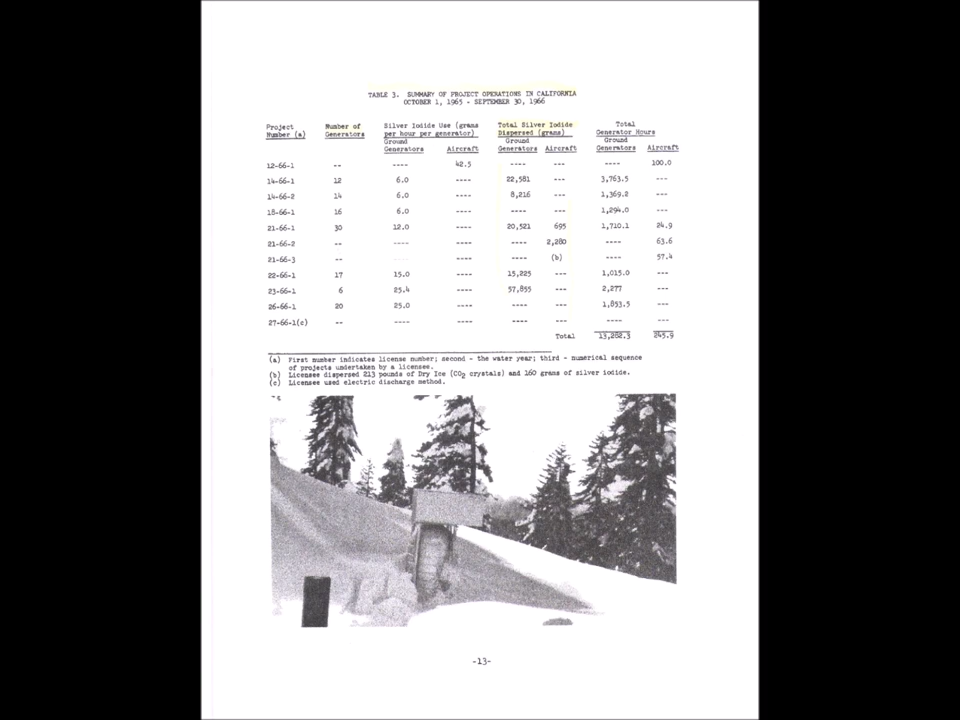 TABLE 3. SUMMARY OF PROJECT OPERATIONS IN CALIFORNIA
OCTOBER 1, 1965 - SEPTEMBER 30, 1966
Project Number (a) Number of Generators Silver Iodide Use (grams per hour per generator) Total Silver Iodide Dispersed (grams) Total Generator Hours
Ground Generators Aircraft Ground Generators Aircraft Ground Generators Aircraft
12-66-1 -- ---- 42.5 ---- --- ---- 100.0
14-66-1 12 6.0 ---- 22,581 --- 3,763.5 ---
14-66-2 14 6.0 ---- 8,216 --- 1,369.2 ---
18-66-1 16 6.0 ---- ---- --- 1,294.0 ---
21-66-1 30 12.0 ---- 20,521 695 1,710.1 24.9
21-66-2 -- ---- ---- ---- 2,280 ---- 63.6
21-66-3 -- ---- ---- ---- (b) ---- 57.4
22-66-1 17 15.0 ---- 15,225 --- 1,015.0 ---
23-66-1 6 25.4 ---- 57,855 --- 2,277 ---
26-66-1 20 25.0 ---- ---- --- 1,853.5 ---
27-66-1(c) -- ---- ---- ---- --- ---- ---
Total 13,282.3 245.9
(a) First number indicates license number; second - the water year; third - numerical sequence
of projects undertaken by a licensee.
(b) Licensee dispersed 213 pounds of Dry Ice (CO2 crystals) and 160 grams of silver iodide.
(c) Licensee used electric discharge method.
-13-